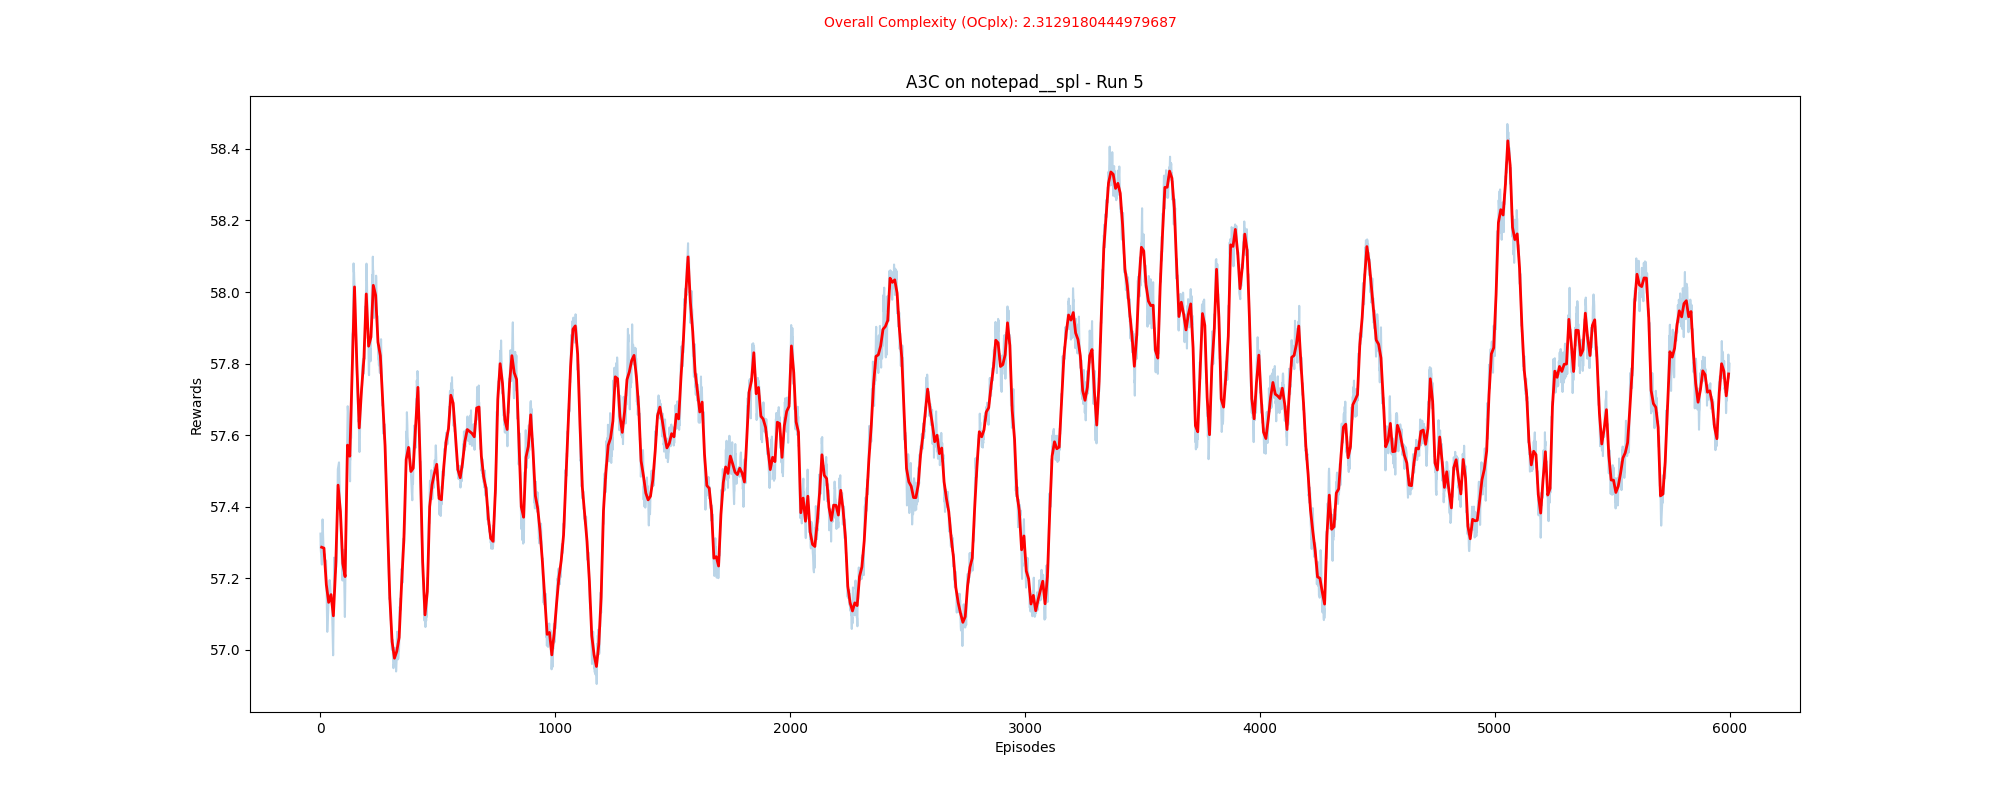 Overall Complexity (OCplx): 2.3129180444979687
A3C on notepad__spl - Run 5
58.4
58.2
58.0
57.8
57.6
57.4
57.2
57.0
Rewards
0 1000 2000 3000 4000 5000 6000
Episodes